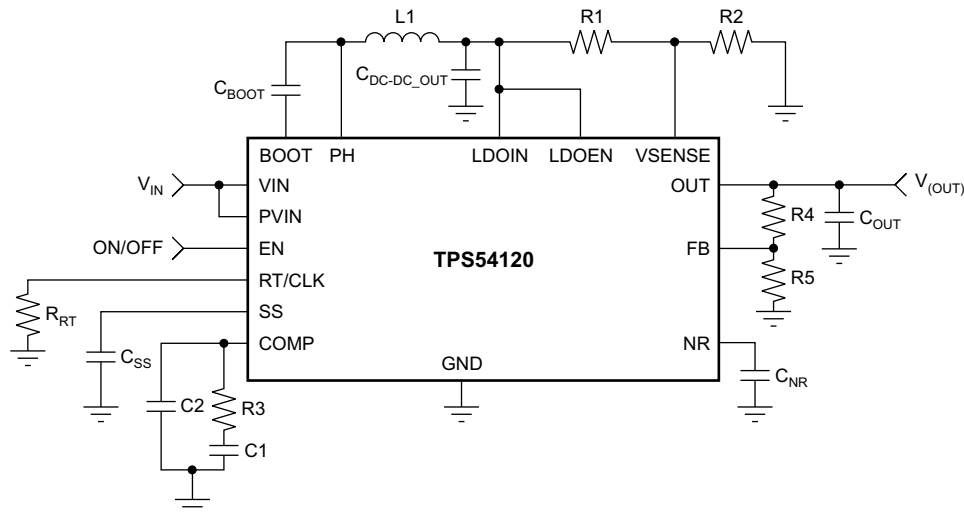 L1
R1
R2
C_BOOT
C_DC-DC_OUT
BOOT
PH
LDOIN
LDOEN
VSENSE
V_IN
VIN
OUT
V_(OUT)
PVIN
R4
C_OUT
ON/OFF
EN
TPS54120
FB
RT/CLK
R5
R_RT
SS
C_SS
COMP
NR
GND
C_NR
C2
R3
C1